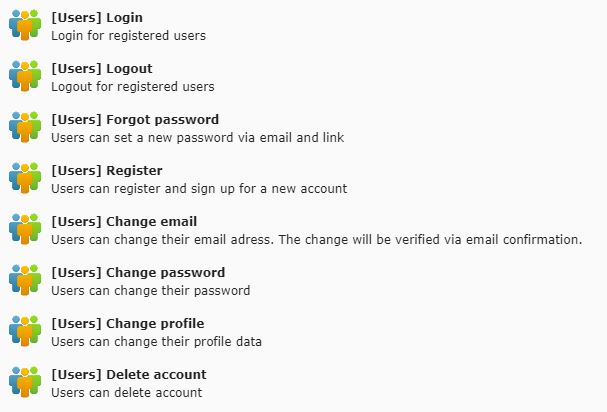 [Users] Login
Login for registered users
[Users] Logout
Logout for registered users
[Users] Forgot password
Users can set a new password via email and link
[Users] Register
Users can register and sign up for a new account
[Users] Change email
Users can change their email adress. The change will be verified via email confirmation.
[Users] Change password
Users can change their password
[Users] Change profile
Users can change their profile data
[Users] Delete account
Users can delete account